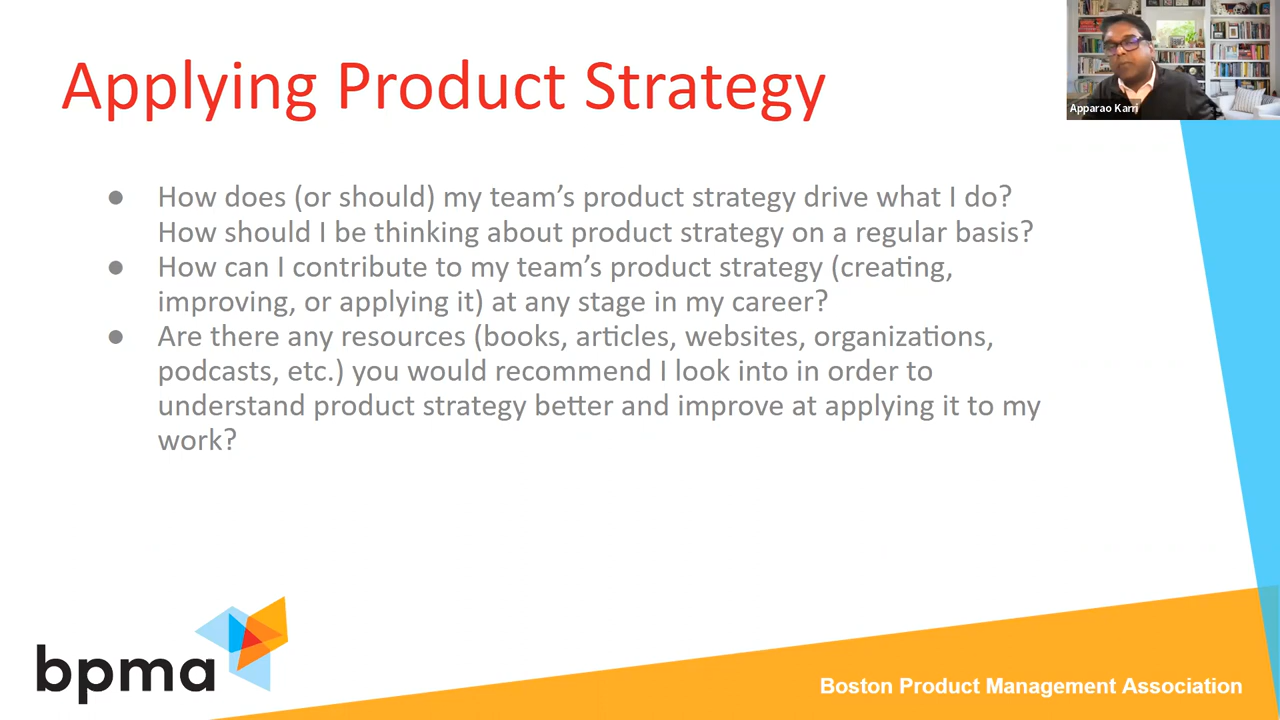 Applying Product Strategy
Apparao Karri
● How does (or should) my team's product strategy drive what I do?
How should I be thinking about product strategy on a regular basis?
● How can I contribute to my team's product strategy (creating,
improving, or applying it) at any stage in my career?
● Are there any resources (books, articles, websites, organizations,
podcasts, etc.) you would recommend I look into in order to
understand product strategy better and improve at applying it to my
work?
bpma
Boston Product Management Association